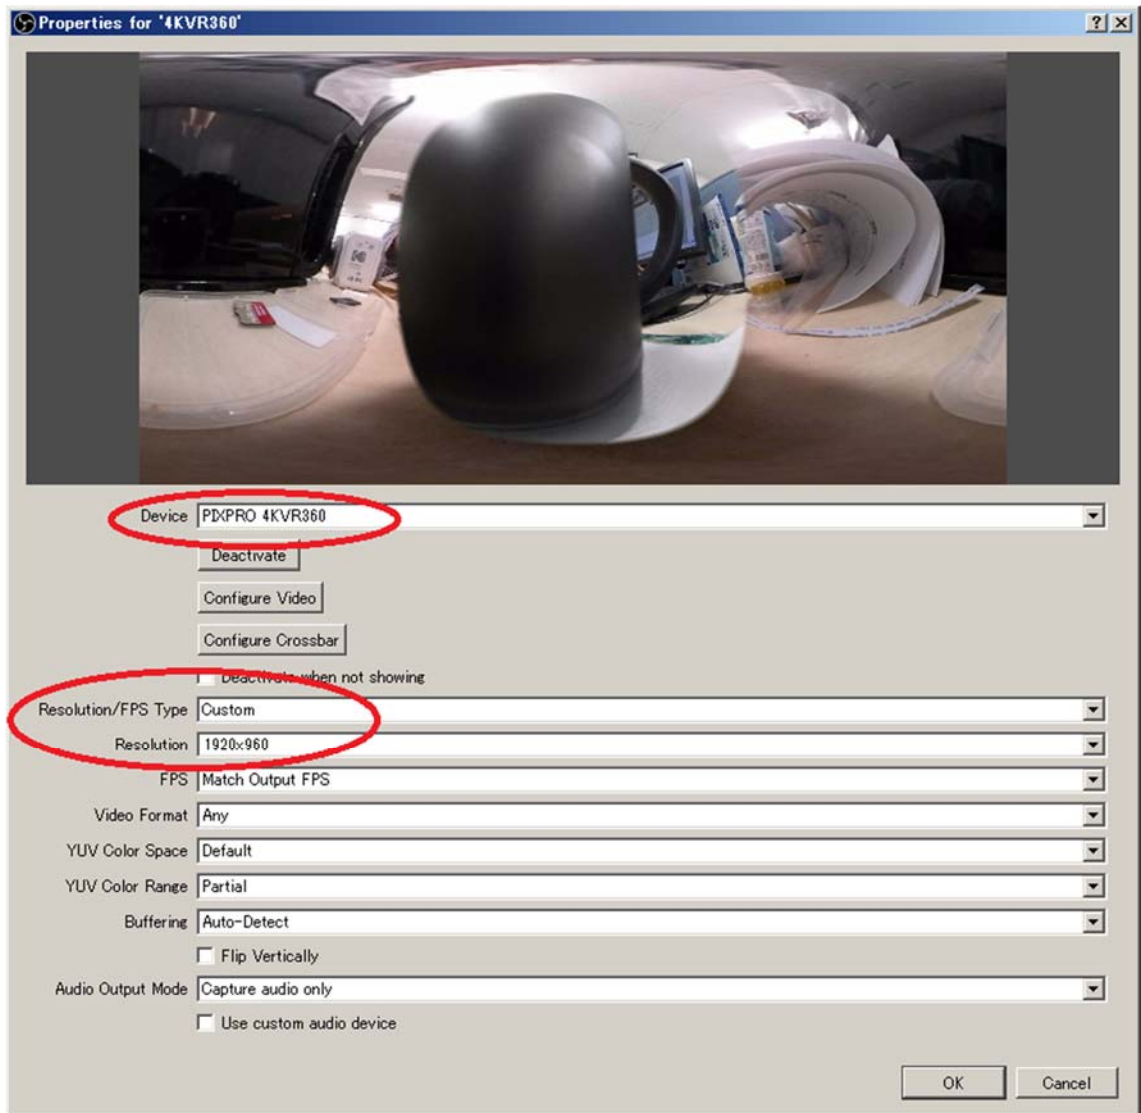 Properties for '4KVR360'
Device PIXPRO 4KVR360
Deactivate
Configure Video
Configure Crossbar
Deactivate when not showing
Resolution/FPS Type Custom
Resolution 1920x960
FPS Match Output FPS
Video Format Any
YUV Color Space Default
YUV Color Range Partial
Buffering Auto-Detect
Flip Vertically
Audio Output Mode Capture audio only
Use custom audio device
OK Cancel